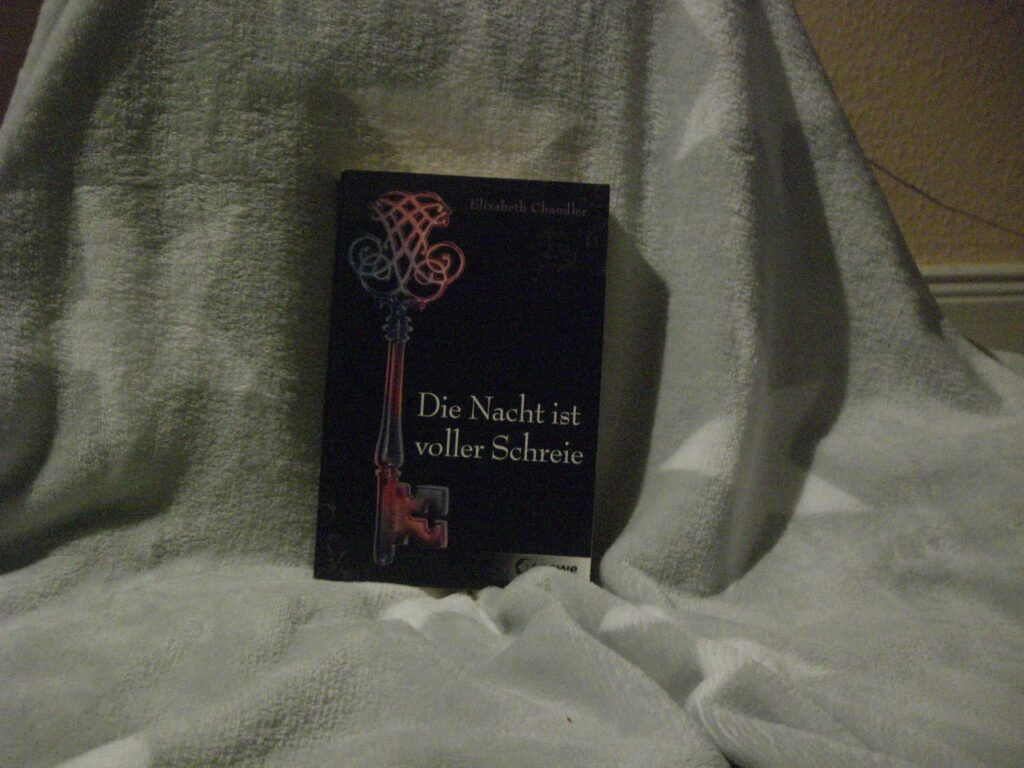 Elizabeth Chandler
Die Nacht ist
voller Schreie